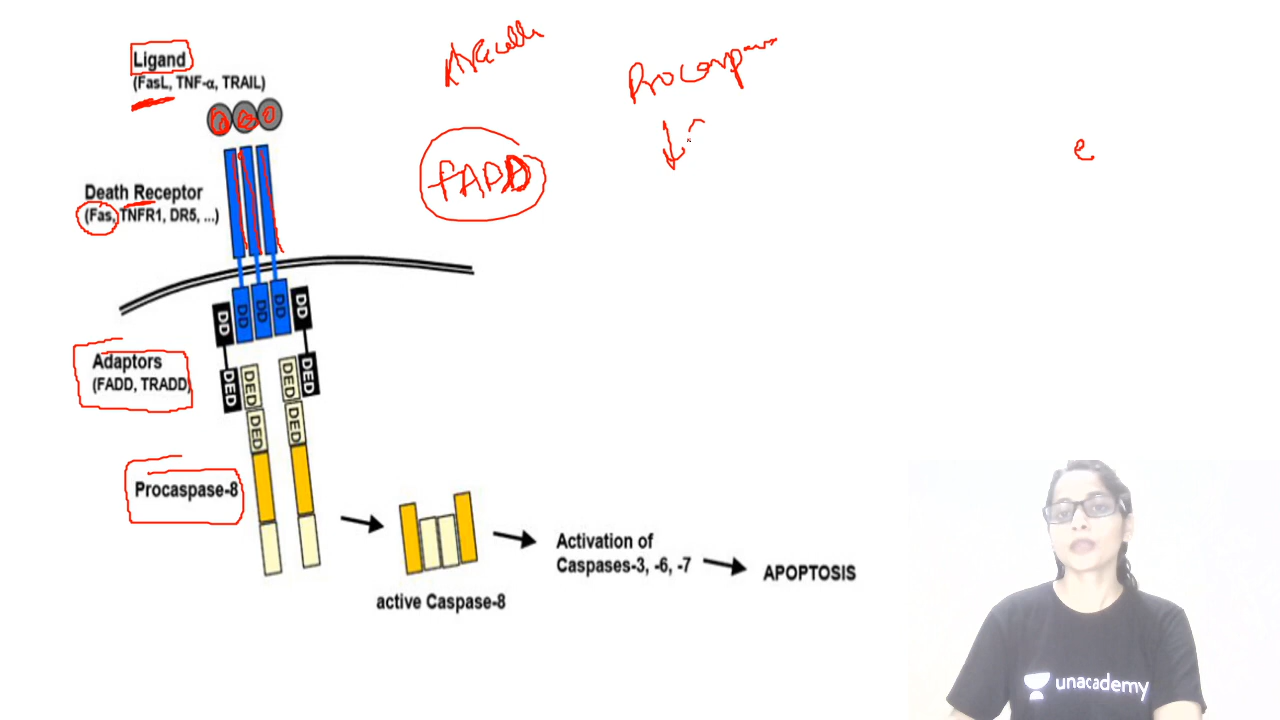 Ligand
(FasL, TNF-α, TRAIL)
Death Receptor
(Fas, TNFR1, DR5, ...)
DD
DD
DD
DD
DD
Adaptors
(FADD, TRADD)
DED
DED
DED
DED
DED
DED
Procaspase-8
active Caspase-8
Activation of
Caspases-3, -6, -7
APOPTOSIS
FADD
e
unacademy